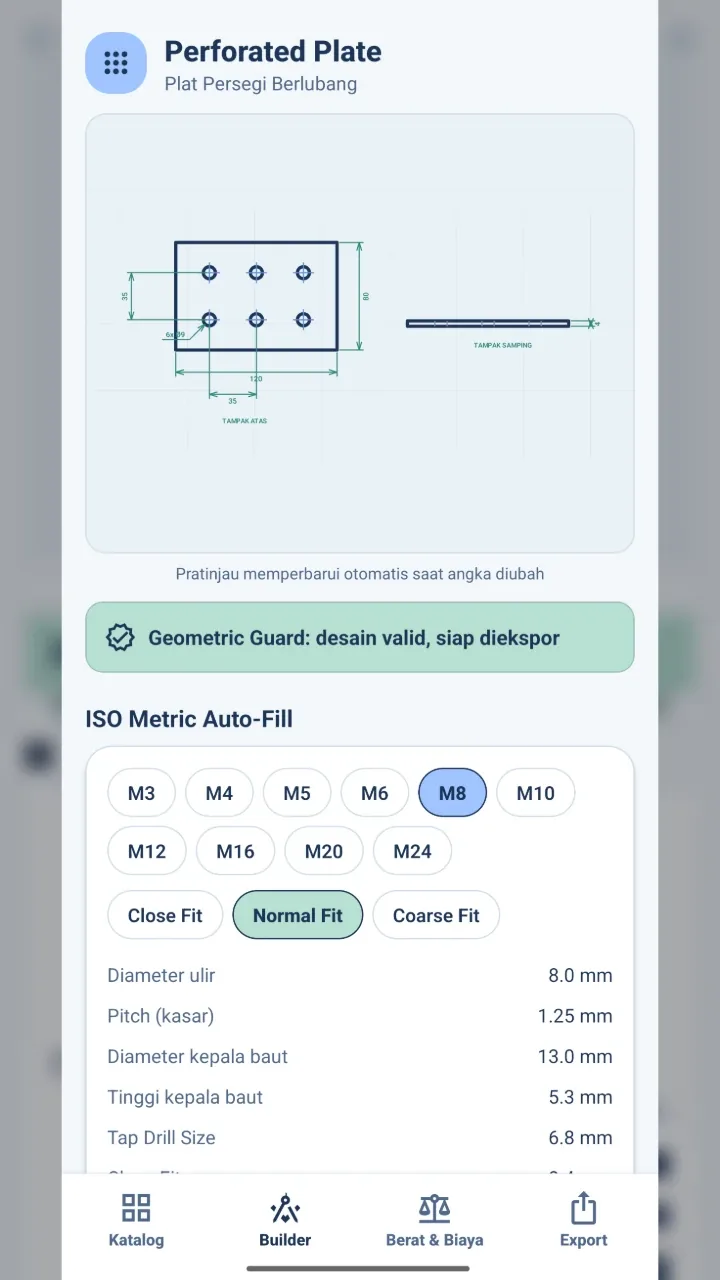 Perforated Plate
Plat Persegi Berlubang
35
80
120
35
TAMPAK ATAS
TAMPAK SAMPING
Pratinjau memperbarui otomatis saat angka diubah
Geometric Guard: desain valid, siap diekspor
ISO Metric Auto-Fill
M3 M4 M5 M6 M8 M10
M12 M16 M20 M24
Close Fit Normal Fit Coarse Fit
Diameter ulir 8.0 mm
Pitch (kasar) 1.25 mm
Diameter kepala baut 13.0 mm
Tinggi kepala baut 5.3 mm
Tap Drill Size 6.8 mm
Katalog Builder Berat & Biaya Export